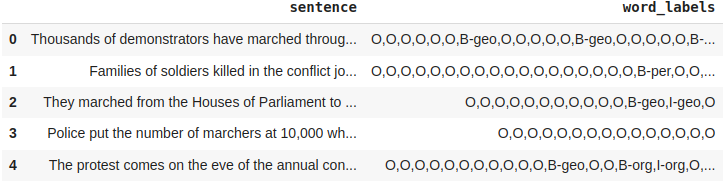 sentence word_labels
0 Thousands of demonstrators have marched throug... O,O,O,O,O,O,B-geo,O,O,O,O,O,B-geo,O,O,O,O,O,B-...
1 Families of soldiers killed in the conflict jo... O,O,O,O,O,O,O,O,O,O,O,O,O,O,O,O,O,O,B-per,O,O,...
2 They marched from the Houses of Parliament to ... O,O,O,O,O,O,O,O,O,O,O,B-geo,I-geo,O
3 Police put the number of marchers at 10,000 wh... O,O,O,O,O,O,O,O,O,O,O,O,O,O,O
4 The protest comes on the eve of the annual con... O,O,O,O,O,O,O,O,O,O,O,B-geo,O,O,B-org,I-org,O,...